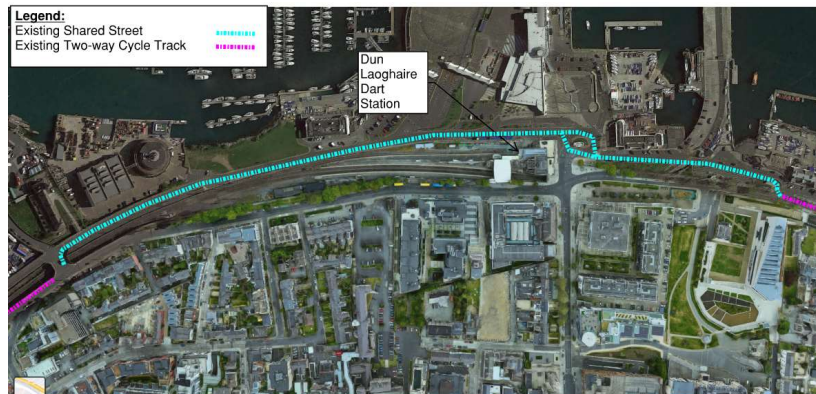 Legend:
Existing Shared Street
Existing Two-way Cycle Track
Dun
Laoghaire
Dart
Station